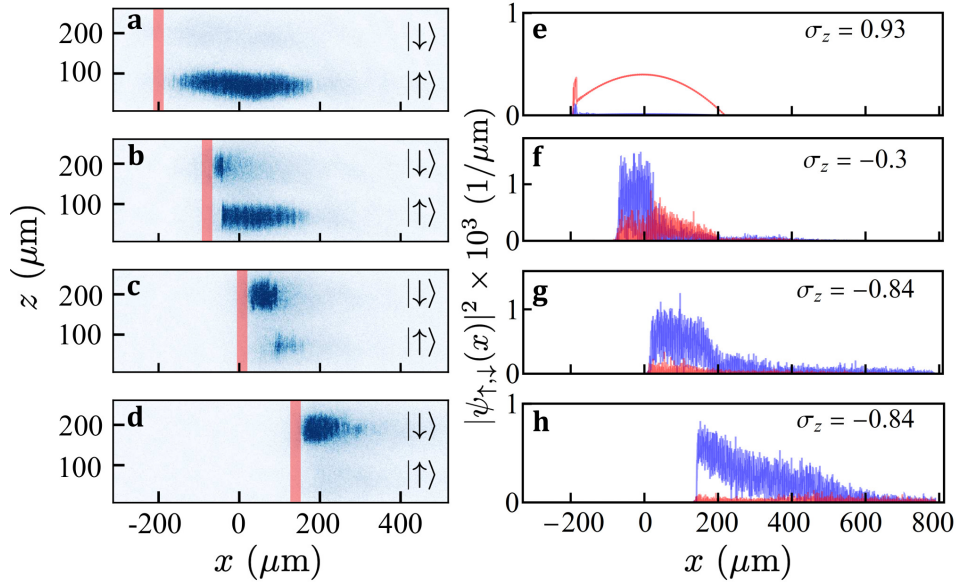 a
|↓⟩
|↑⟩
200
100
b
|↓⟩
|↑⟩
200
100
c
|↓⟩
|↑⟩
200
100
d
|↓⟩
|↑⟩
200
100
−200 0 200 400
x (μm)
z (μm)
e
σz = 0.93
1
0
f
σz = −0.3
1
0
g
σz = −0.84
1
0
h
σz = −0.84
1
0
−200 0 200 400 600 800
x (μm)
|ψ↑,↓(x)|² × 10³ (1/μm)